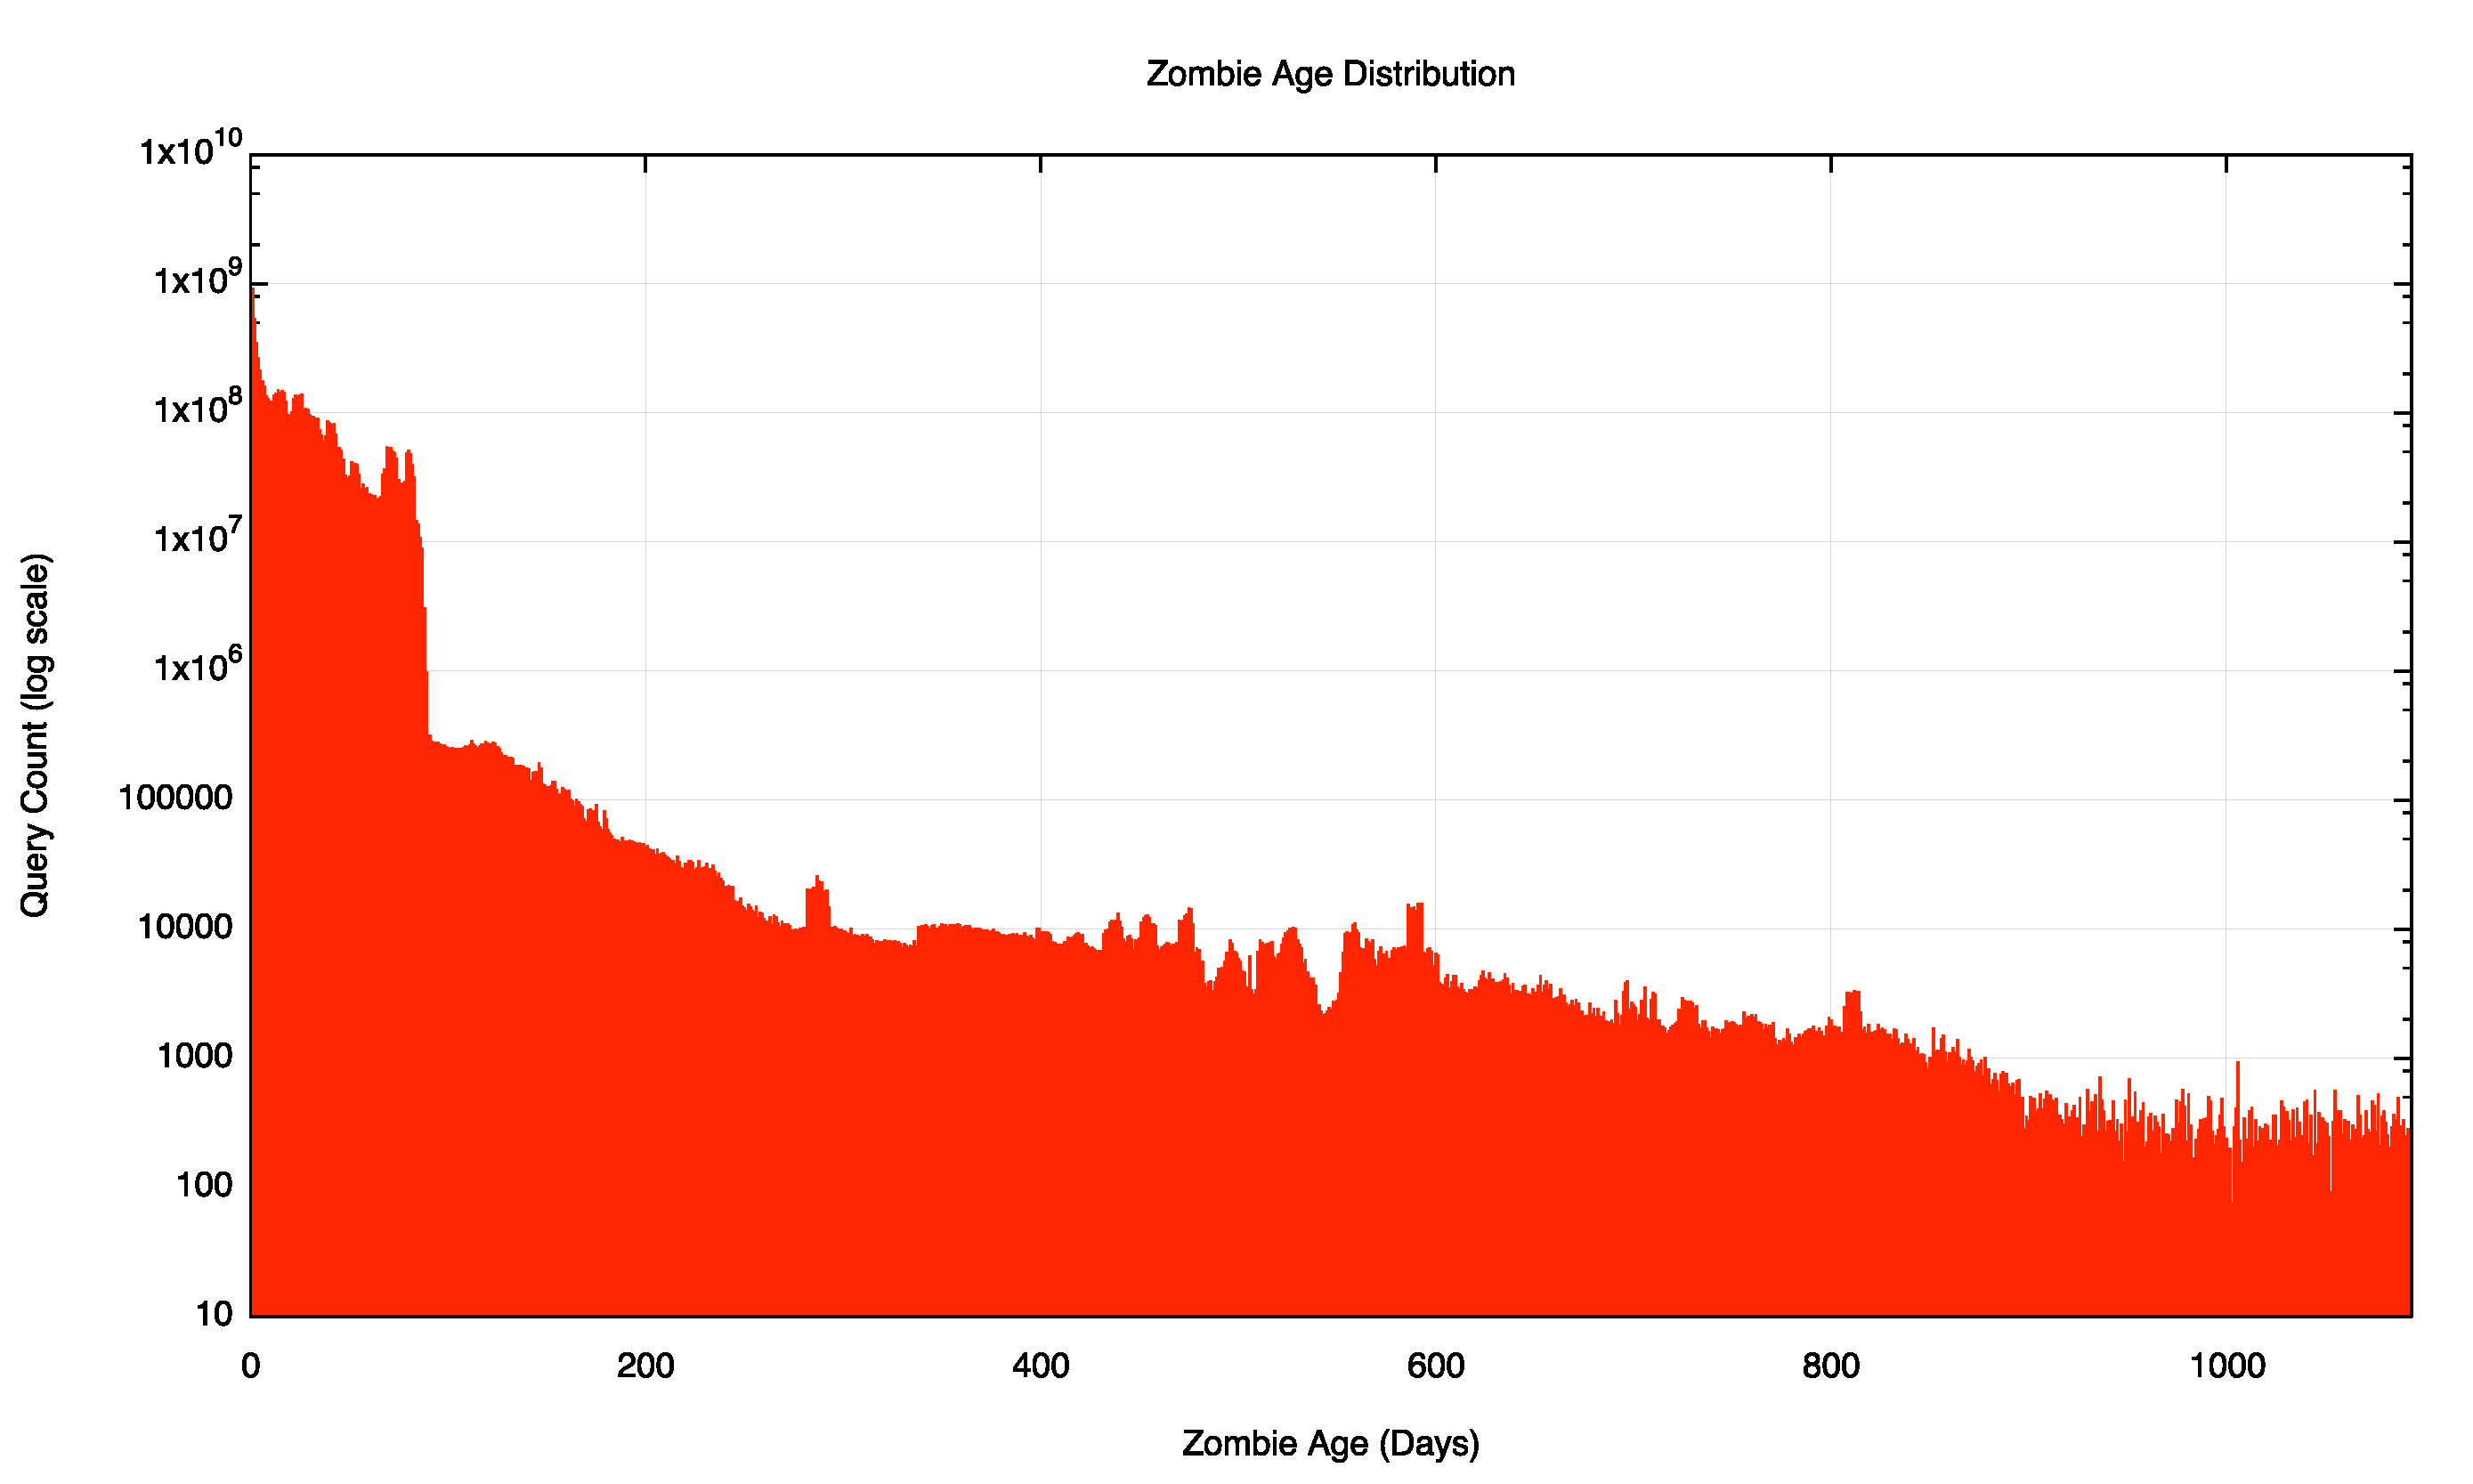 Zombie Age Distribution
1x10^10
1x10^9
1x10^8
1x10^7
1x10^6
100000
10000
1000
100
10
Query Count (log scale)
0 200 400 600 800 1000
Zombie Age (Days)